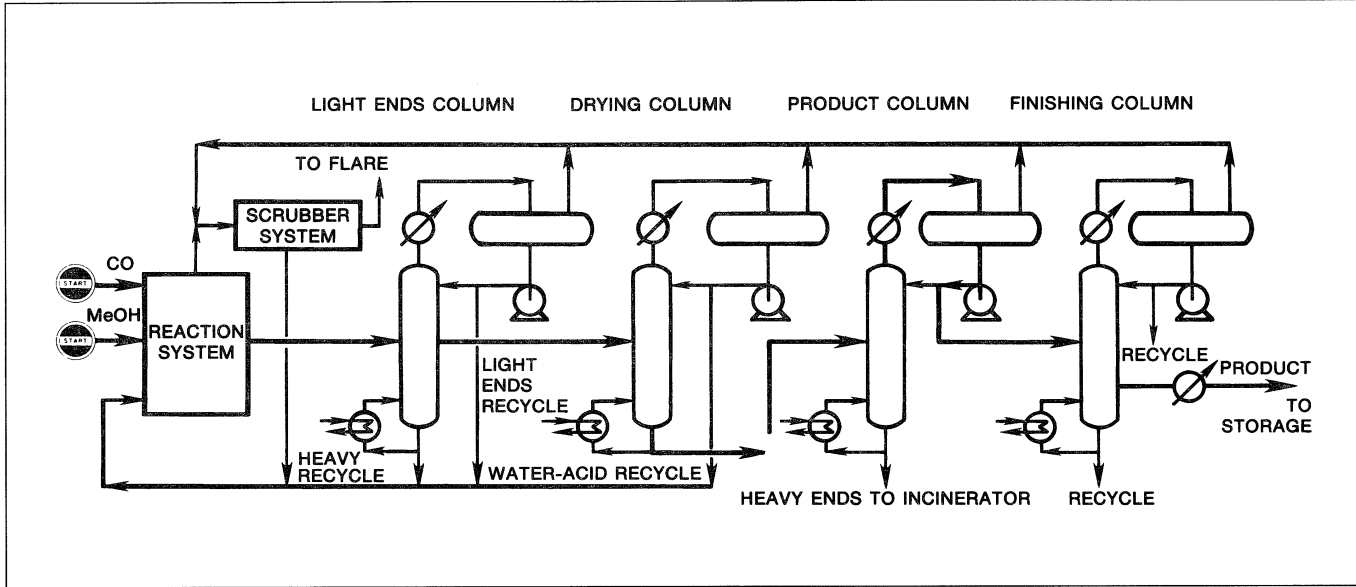 LIGHT ENDS COLUMN
DRYING COLUMN
PRODUCT COLUMN
FINISHING COLUMN
TO FLARE
SCRUBBER
SYSTEM
CO
START
MeOH
START
REACTION
SYSTEM
LIGHT
ENDS
RECYCLE
RECYCLE
PRODUCT
TO
STORAGE
HEAVY
RECYCLE
WATER-ACID RECYCLE
HEAVY ENDS TO INCINERATOR
RECYCLE